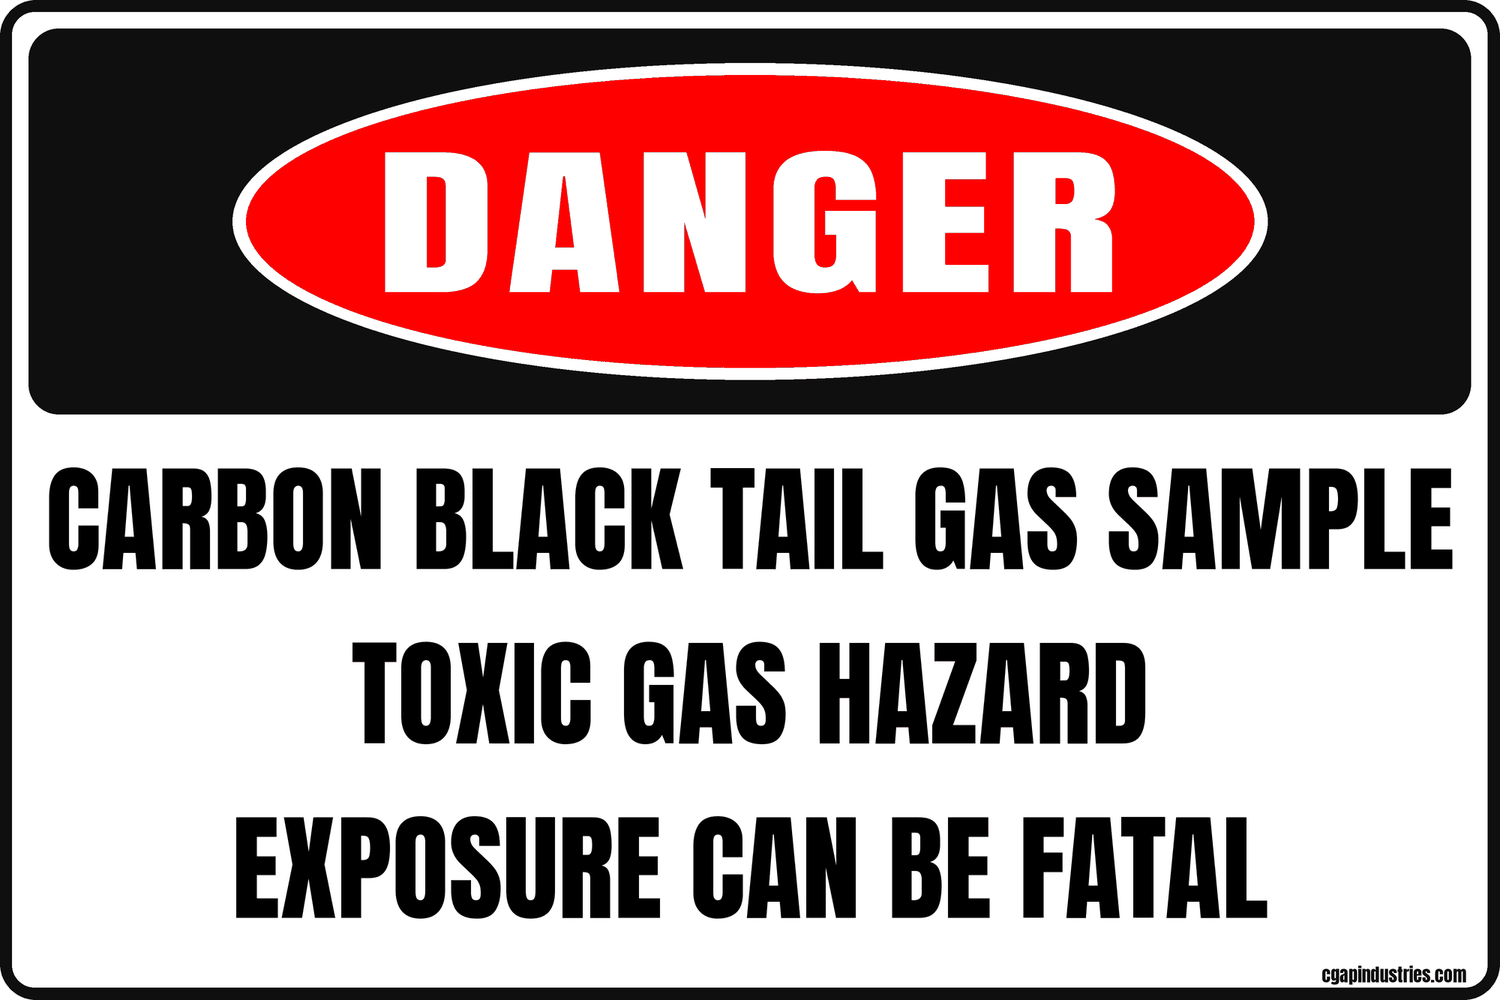 DANGER
CARBON BLACK TAIL GAS SAMPLE
TOXIC GAS HAZARD
EXPOSURE CAN BE FATAL
cgapindustries.com